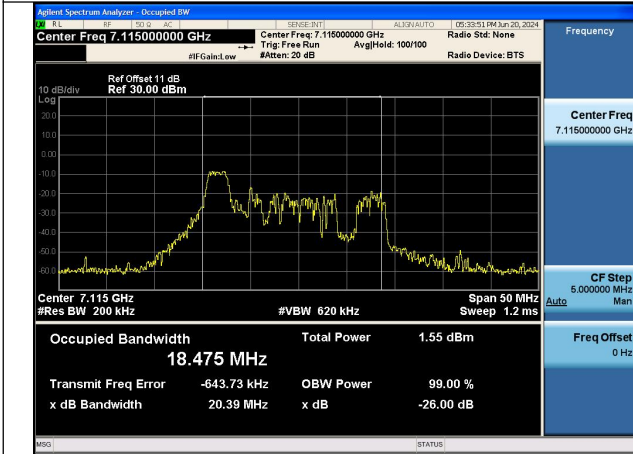 Agilent Spectrum Analyzer - Occupied BW
LXI RL RF 50 Ω AC SENSE:INT ALIGN AUTO 05:33:51 PM Jun 20, 2024
Center Freq 7.115000000 GHz Center Freq: 7.115000000 GHz Radio Std: None Frequency
Trig: Free Run Avg|Hold: 100/100
#IFGain:Low #Atten: 20 dB Radio Device: BTS
Ref Offset 11 dB
10 dB/div Ref 30.00 dBm
Log
20.0
10.0
0.00
-10.0
-20.0
-30.0
-40.0
-50.0
-60.0
Center Freq
7.115000000 GHz
Center 7.115 GHz Span 50 MHz
#Res BW 200 kHz #VBW 620 kHz Sweep 1.2 ms
CF Step
5.000000 MHz
Auto Man
Occupied Bandwidth Total Power 1.55 dBm
18.475 MHz
Freq Offset
0 Hz
Transmit Freq Error -643.73 kHz OBW Power 99.00 %
x dB Bandwidth 20.39 MHz x dB -26.00 dB
MSG STATUS